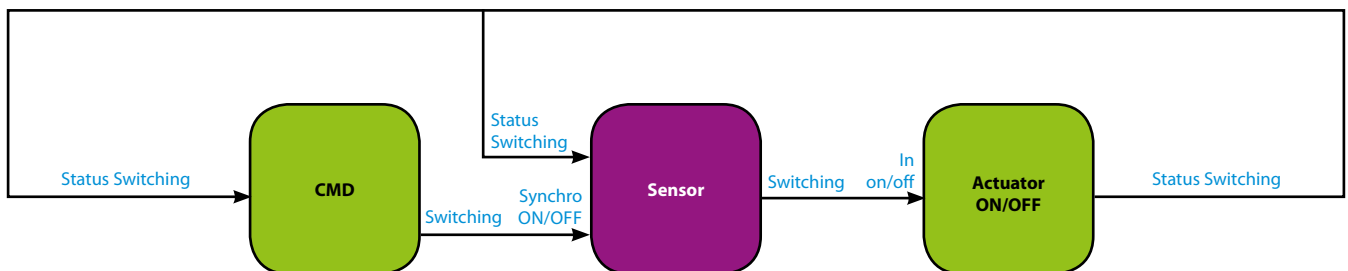 Status Switching
CMD
Switching
Synchro
ON/OFF
Status
Switching
Sensor
Switching
In
on/off
Actuator
ON/OFF
Status Switching